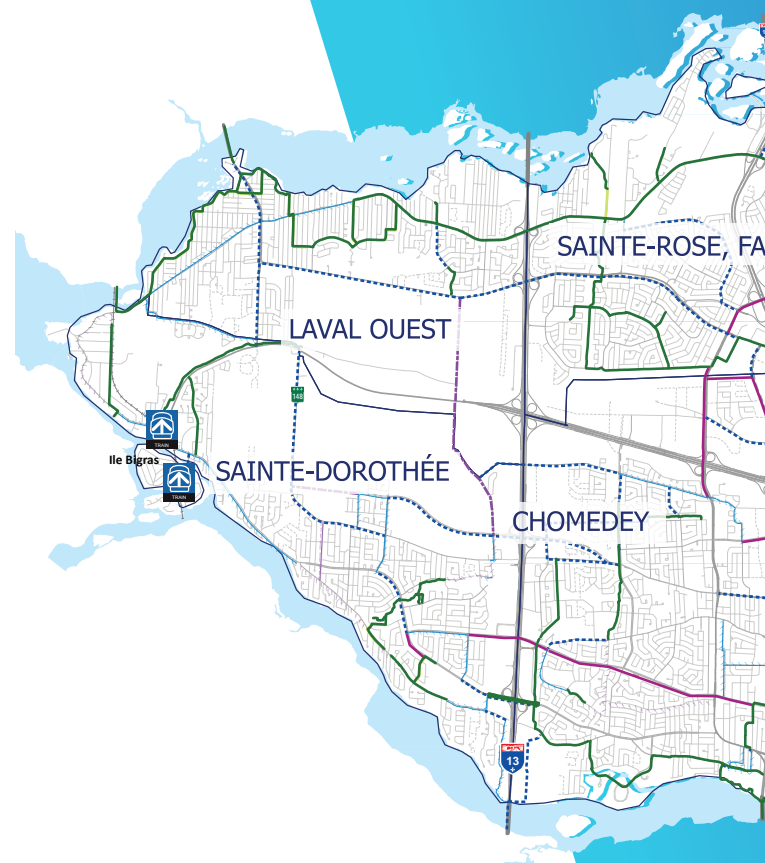 SAINTE-ROSE, FA
LAVAL OUEST
148
TRAIN
Ile Bigras
SAINTE-DOROTHÉE
TRAIN
CHOMEDEY
13